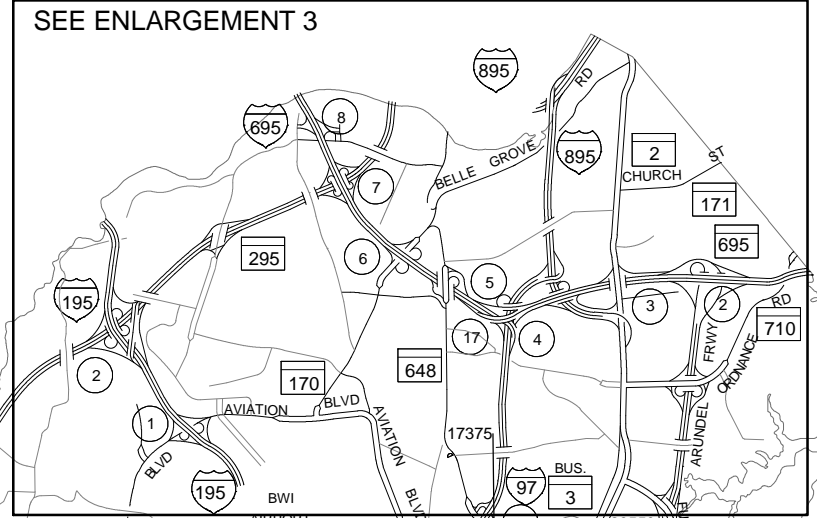 SEE ENLARGEMENT 3
895
RD
8
695
BELLE GROVE
895
2
CHURCH ST
7
171
295
6
695
195
5
3
2
RD
17
4
710
2
170
648
FRWY
ORDNANCE
AVIATION BLVD
1
AVIATION BLV
17375
ARUNDEL
BLVD
195
BWI
97
BUS.
3